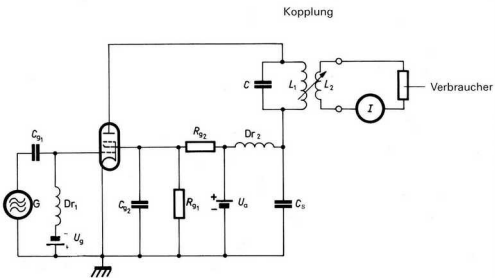 Kopplung
C
L₁
L₂
Verbraucher
I
Cg₁
Rg₂
Dr₂
G
Dr₁
Cg₂
Rg₁
+
−
Uₐ
Cₛ
−
+
Ug